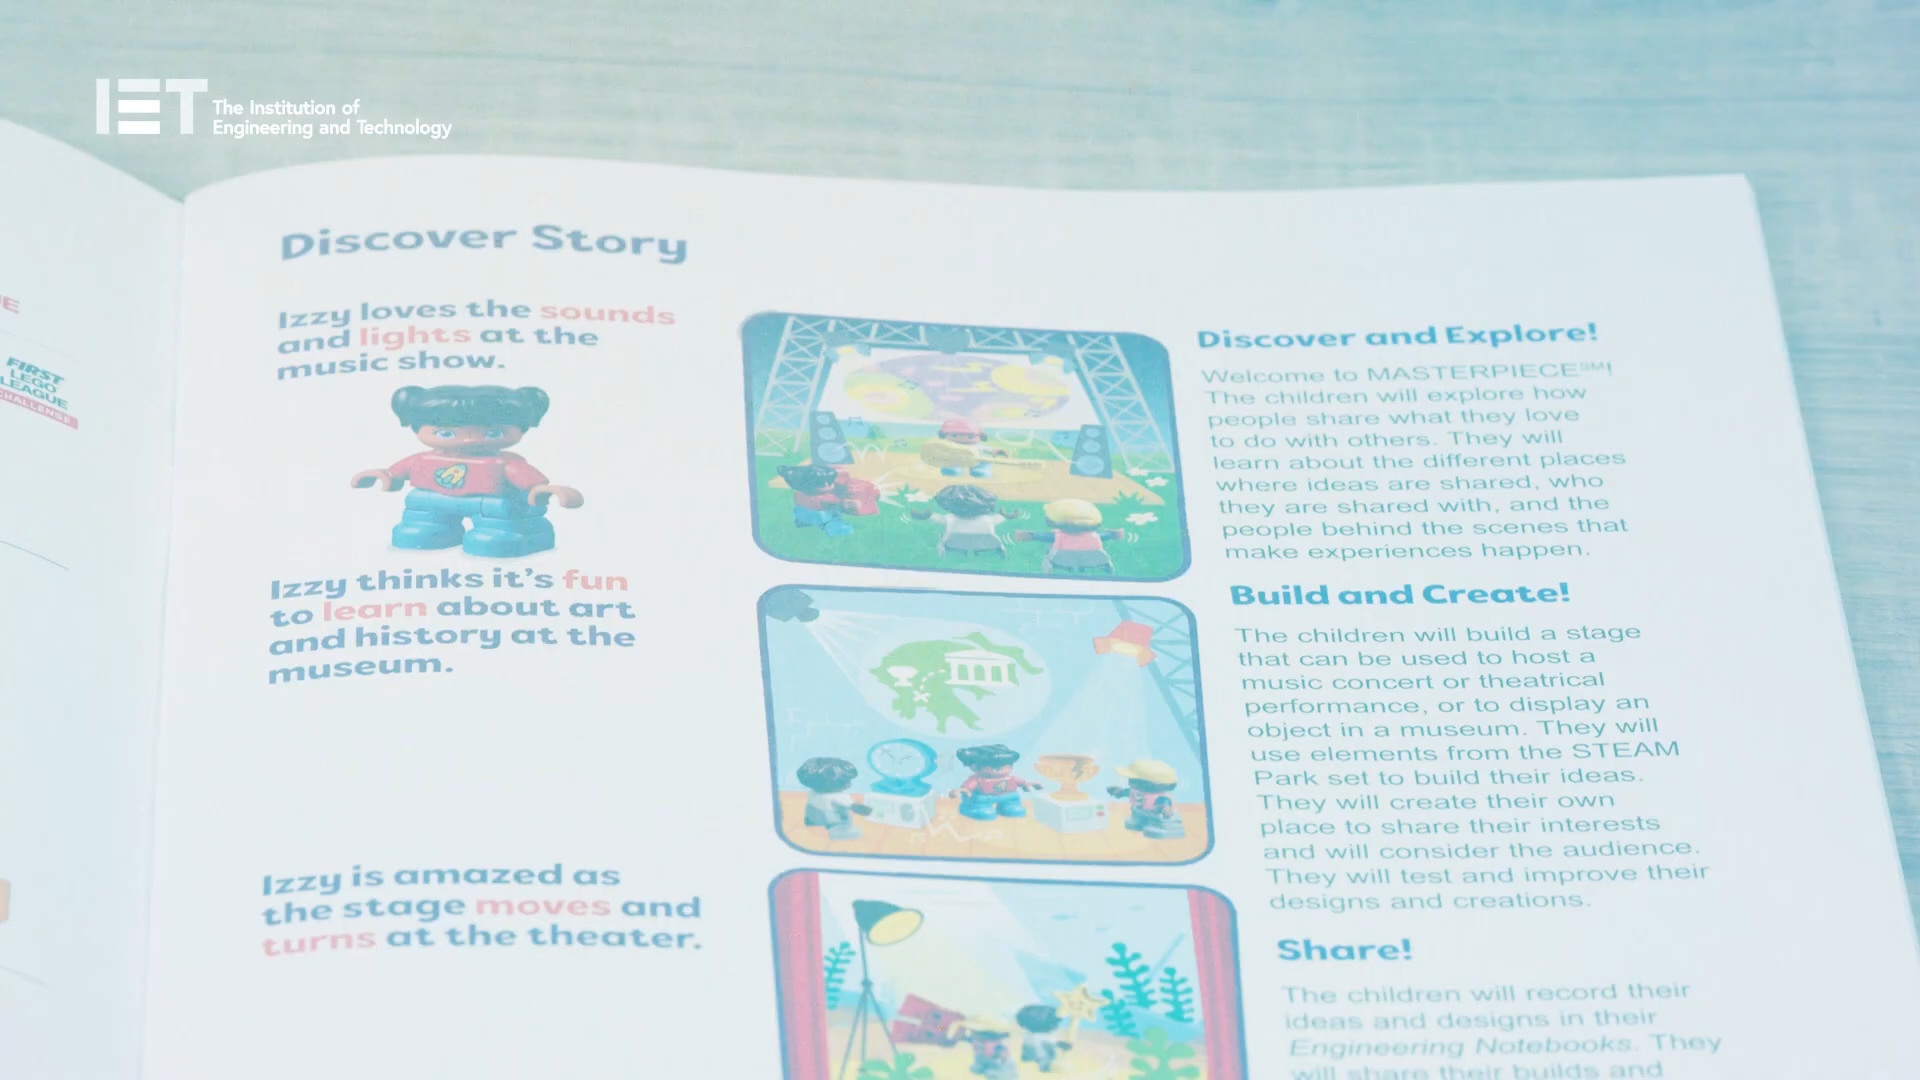 IET The Institution of
Engineering and Technology
FIRST
LEGO
LEAGUE
CHALLENGE
Discover Story
Izzy loves the sounds
and lights at the
music show.
Izzy thinks it's fun
to learn about art
and history at the
museum.
Izzy is amazed as
the stage moves and
turns at the theater.
Discover and Explore!
Welcome to MASTERPIECE℠!
The children will explore how
people share what they love
to do with others. They will
learn about the different places
where ideas are shared, who
they are shared with, and the
people behind the scenes that
make experiences happen.
Build and Create!
The children will build a stage
that can be used to host a
music concert or theatrical
performance, or to display an
object in a museum. They will
use elements from the STEAM
Park set to build their ideas.
They will create their own
place to share their interests
and will consider the audience.
They will test and improve their
designs and creations.
Share!
The children will record their
ideas and designs in their
Engineering Notebooks. They
will share their builds and